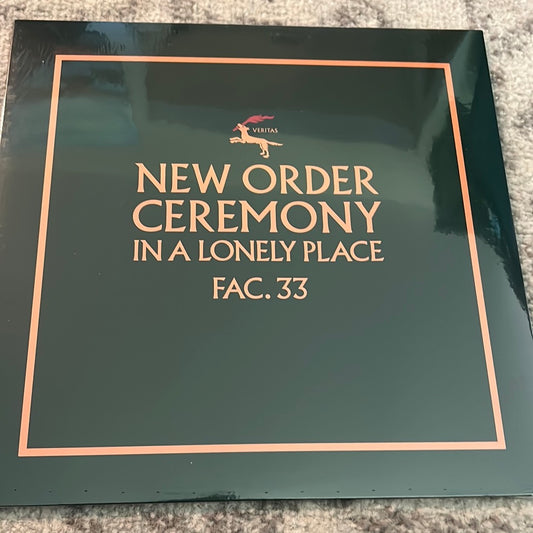 VERITAS
NEW ORDER
CEREMONY
IN A LONELY PLACE
FAC. 33